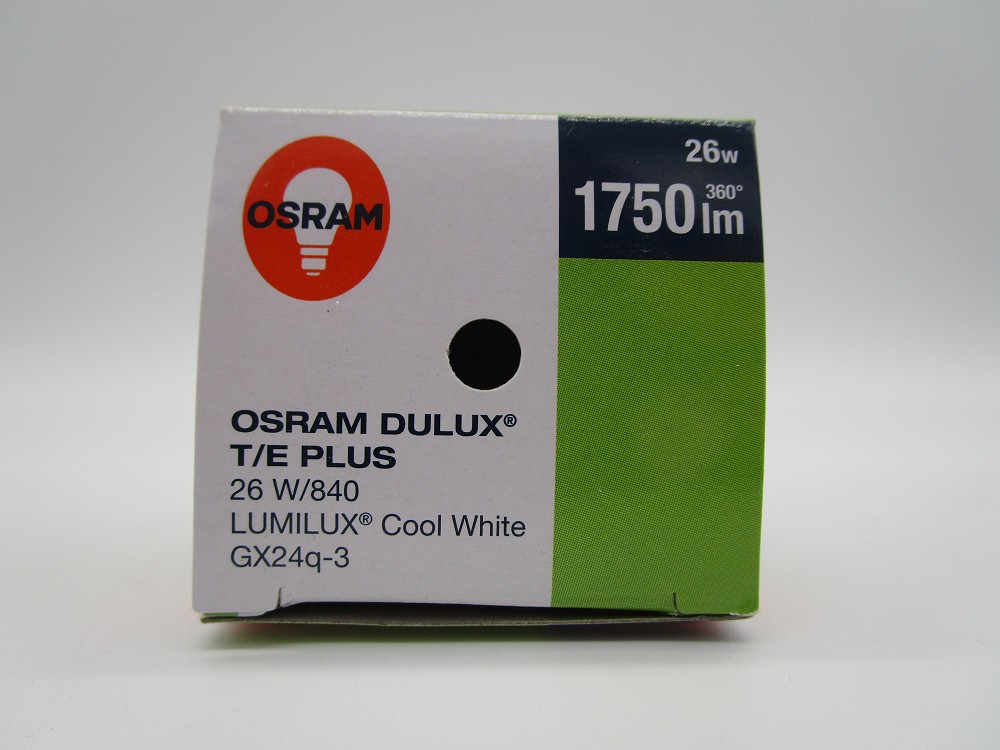 OSRAM
26W
1750 lm
360°
OSRAM DULUX®
T/E PLUS
26 W/840
LUMILUX® Cool White
GX24q-3